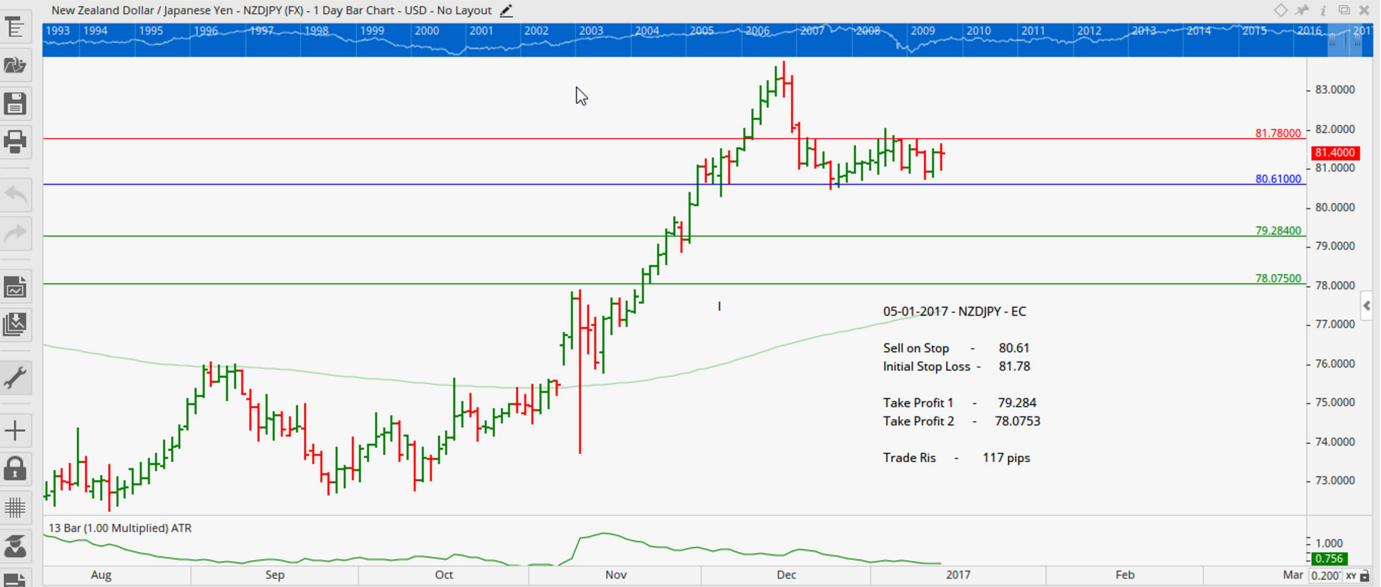 New Zealand Dollar / Japanese Yen - NZDJPY (FX) - 1 Day Bar Chart - USD - No Layout
1993 1994 1995 1996 1997 1998 1999 2000 2001 2002 2003 2004 2005 2006 2007 2008 2009 2010 2011 2012 2013 2014 2015 2016 201
83.0000
82.0000
81.78000
81.4000
81.0000
80.61000
80.0000
79.28400
79.0000
78.07500
78.0000
05-01-2017 - NZDJPY - EC
77.0000
Sell on Stop - 80.61
Initial Stop Loss - 81.78
76.0000
Take Profit 1 - 79.284
75.0000
Take Profit 2 - 78.0753
74.0000
Trade Ris - 117 pips
73.0000
13 Bar (1.00 Multiplied) ATR
1.000
0.756
Aug Sep Oct Nov Dec 2017 Feb Mar 0.200 XY